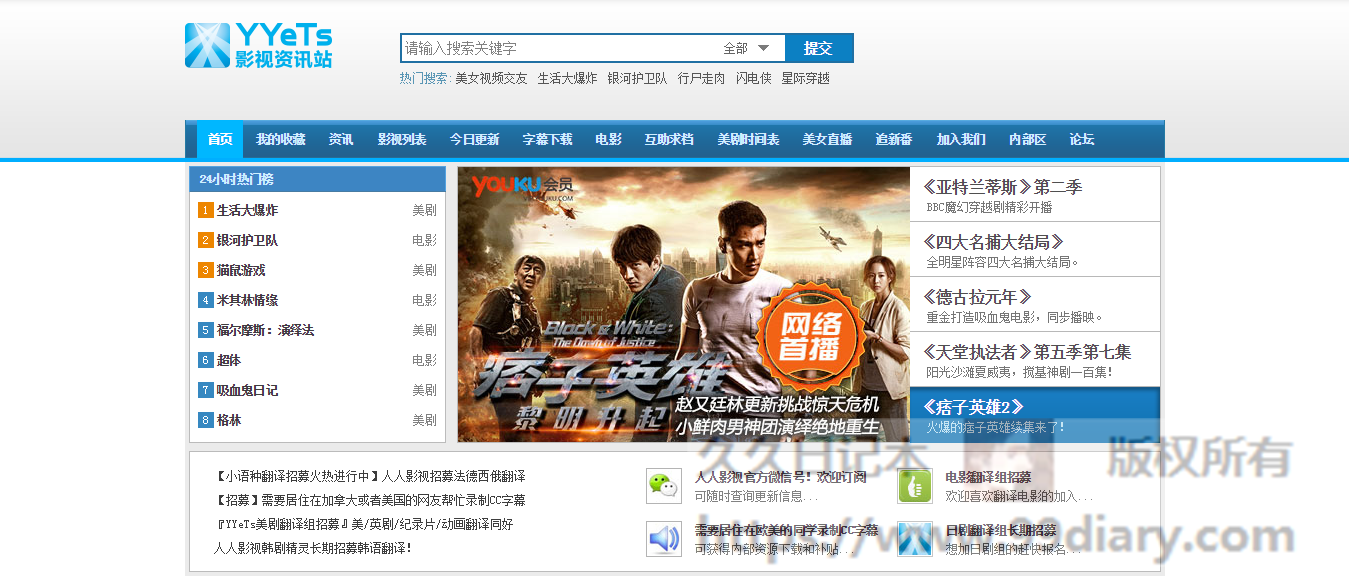 YYeTs
影视资讯站
请输入搜索关键字 全部 提交
热门搜索: 美女视频交友 生活大爆炸 银河护卫队 行尸走肉 闪电侠 星际穿越
首页 我的收藏 资讯 影视列表 今日更新 字幕下载 电影 互助求档 美剧时间表 美女直播 追新番 加入我们 内部区 论坛
24小时热门榜
1 生活大爆炸 美剧
2 银河护卫队 电影
3 猫鼠游戏 美剧
4 米其林情缘 电影
5 福尔摩斯：演绎法 美剧
6 超体 电影
7 吸血鬼日记 美剧
8 格林 美剧
YOUKU会员
VIP.YOUKU.COM
Black & White:
The Dawn of Justice
痞子英雄
黎明升起
网络
首播
赵又廷林更新挑战惊天危机
小鲜肉男神团演绎绝地重生
《亚特兰蒂斯》第二季
BBC魔幻穿越剧精彩开播
《四大名捕大结局》
全明星阵容四大名捕大结局。
《德古拉元年》
重金打造吸血鬼电影，同步播映。
《天堂执法者》第五季第七集
阳光沙滩夏威夷，搅基神剧一百集！
《痞子英雄2》
火爆的痞子英雄续集来了！
【小语种翻译招募火热进行中】人人影视招募法德西俄翻译
【招募】需要居住在加拿大或者美国的网友帮忙录制CC字幕
『YYeTs美剧翻译组招募』美/英剧/纪录片/动画翻译同好
人人影视韩剧精灵长期招募韩语翻译！
人人影视官方微信号！欢迎订阅
可随时查询更新信息...
电影翻译组招募
欢迎喜欢翻译电影的加入...
需要居住在欧美的同学录制CC字幕
可获得内部资源下载和补贴...
日剧翻译组长期招募
想加日剧组的赶快报名...
久久日记本 版权所有
https://www.99diary.com